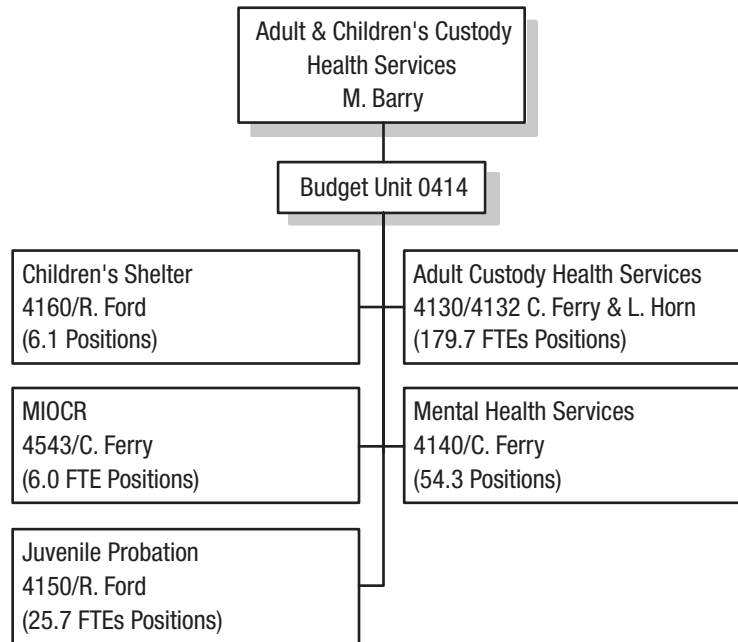 Adult & Children's Custody
Health Services
M. Barry
Budget Unit 0414
Children's Shelter
4160/R. Ford
(6.1 Positions)
Adult Custody Health Services
4130/4132 C. Ferry & L. Horn
(179.7 FTEs Positions)
MIOCR
4543/C. Ferry
(6.0 FTE Positions)
Mental Health Services
4140/C. Ferry
(54.3 Positions)
Juvenile Probation
4150/R. Ford
(25.7 FTEs Positions)